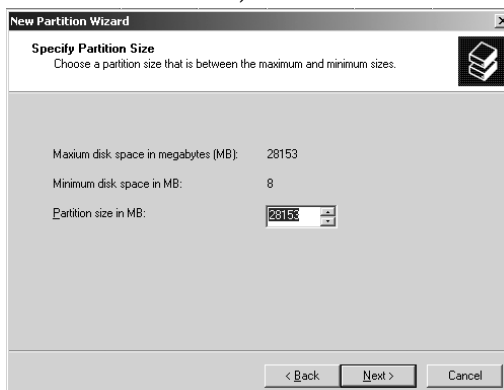 New Partition Wizard
Specify Partition Size
Choose a partition size that is between the maximum and minimum sizes.
Maxium disk space in megabytes (MB): 28153
Minimum disk space in MB: 8
Partition size in MB: 28153
< Back Next > Cancel